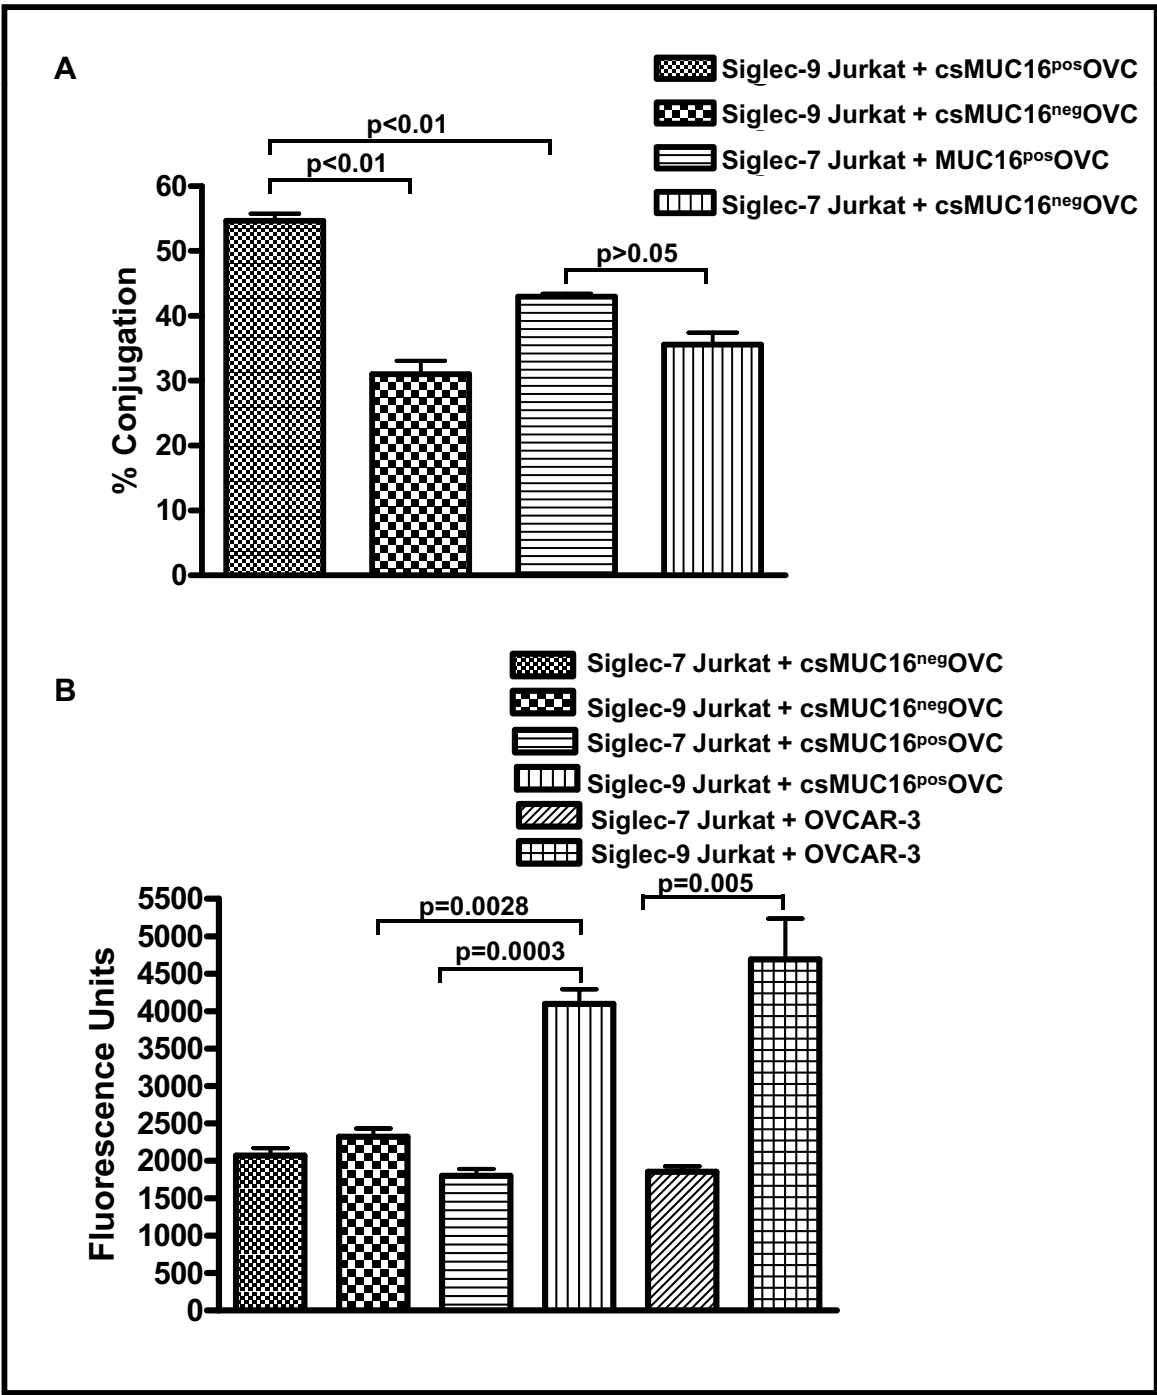 A
Siglec-9 Jurkat + csMUC16posOVC
Siglec-9 Jurkat + csMUC16negOVC
Siglec-7 Jurkat + MUC16posOVC
Siglec-7 Jurkat + csMUC16negOVC
p<0.01
p<0.01
p>0.05
% Conjugation
60
50
40
30
20
10
0
B
Siglec-7 Jurkat + csMUC16negOVC
Siglec-9 Jurkat + csMUC16negOVC
Siglec-7 Jurkat + csMUC16posOVC
Siglec-9 Jurkat + csMUC16posOVC
Siglec-7 Jurkat + OVCAR-3
Siglec-9 Jurkat + OVCAR-3
p=0.005
p=0.0028
p=0.0003
Fluorescence Units
5500
5000
4500
4000
3500
3000
2500
2000
1500
1000
500
0